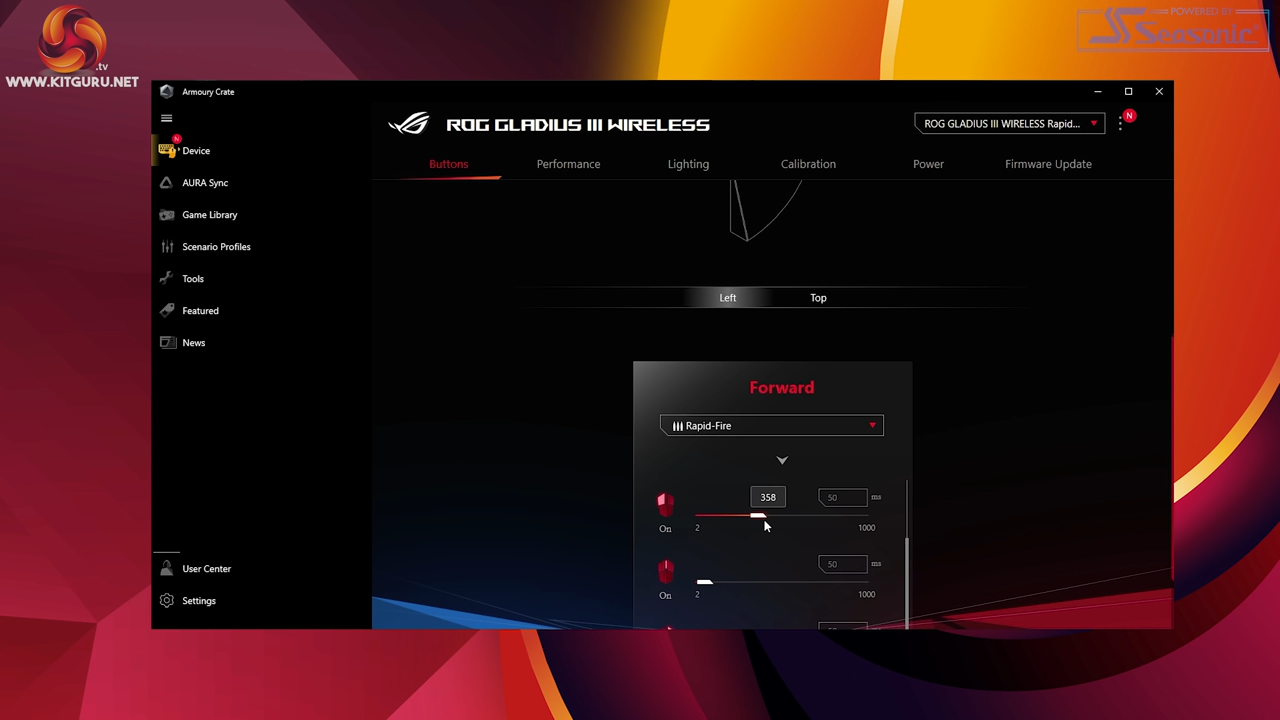 .tv
WWW.KITGURU.NET
POWERED BY
Seasonic
Armoury Crate
ROG GLADIUS III WIRELESS
ROG GLADIUS III WIRELESS Rapid...
N
N
Device
AURA Sync
Game Library
Scenario Profiles
Tools
Featured
News
User Center
Settings
Buttons
Performance
Lighting
Calibration
Power
Firmware Update
Left
Top
Forward
Rapid-Fire
358
50 ms
On
2
1000
50 ms
On
2
1000